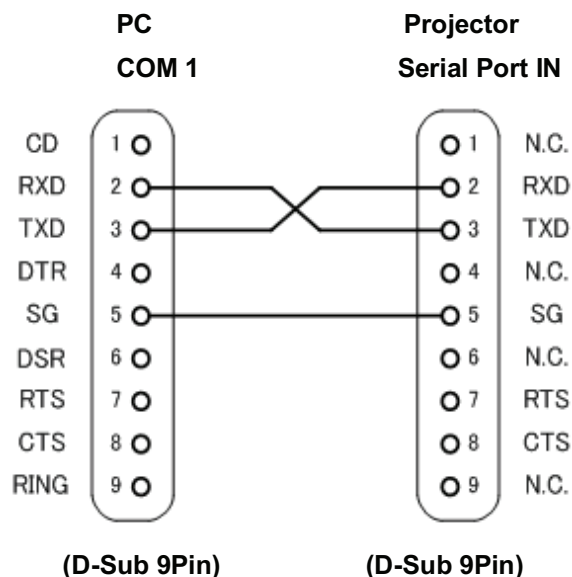 PC Projector
COM 1 Serial Port IN
CD 1 1 N.C.
RXD 2 2 RXD
TXD 3 3 TXD
DTR 4 4 N.C.
SG 5 5 SG
DSR 6 6 N.C.
RTS 7 7 RTS
CTS 8 8 CTS
RING 9 9 N.C.
(D-Sub 9Pin) (D-Sub 9Pin)